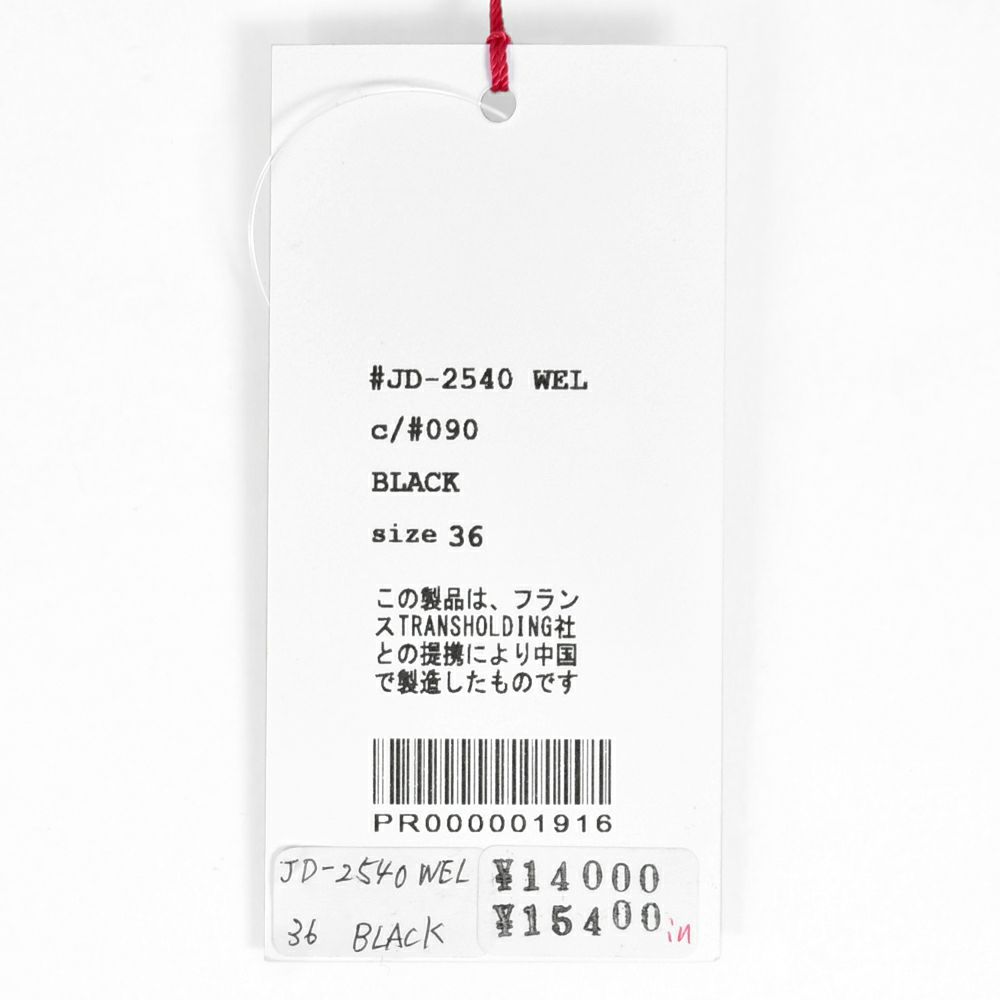 #JD-2540 WEL
c/#090
BLACK
size 36
この製品は、フラン
スTRANSHOLDING社
との提携により中国
で製造したものです
PR000001916
JD-2540 WEL
36 BLACK
¥14000
¥15400in